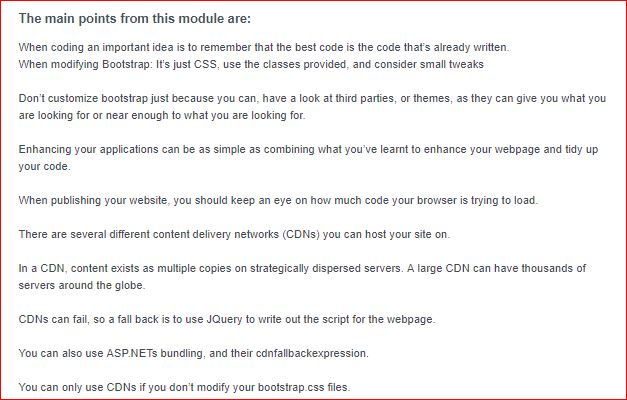 The main points from this module are:
When coding an important idea is to remember that the best code is the code that's already written.
When modifying Bootstrap: It's just CSS, use the classes provided, and consider small tweaks
Don't customize bootstrap just because you can, have a look at third parties, or themes, as they can give you what you
are looking for or near enough to what you are looking for.
Enhancing your applications can be as simple as combining what you've learnt to enhance your webpage and tidy up
your code.
When publishing your website, you should keep an eye on how much code your browser is trying to load.
There are several different content delivery networks (CDNs) you can host your site on.
In a CDN, content exists as multiple copies on strategically dispersed servers. A large CDN can have thousands of
servers around the globe.
CDNs can fail, so a fall back is to use JQuery to write out the script for the webpage.
You can also use ASP.NETs bundling, and their cdnfallbackexpression.
You can only use CDNs if you don't modify your bootstrap.css files.